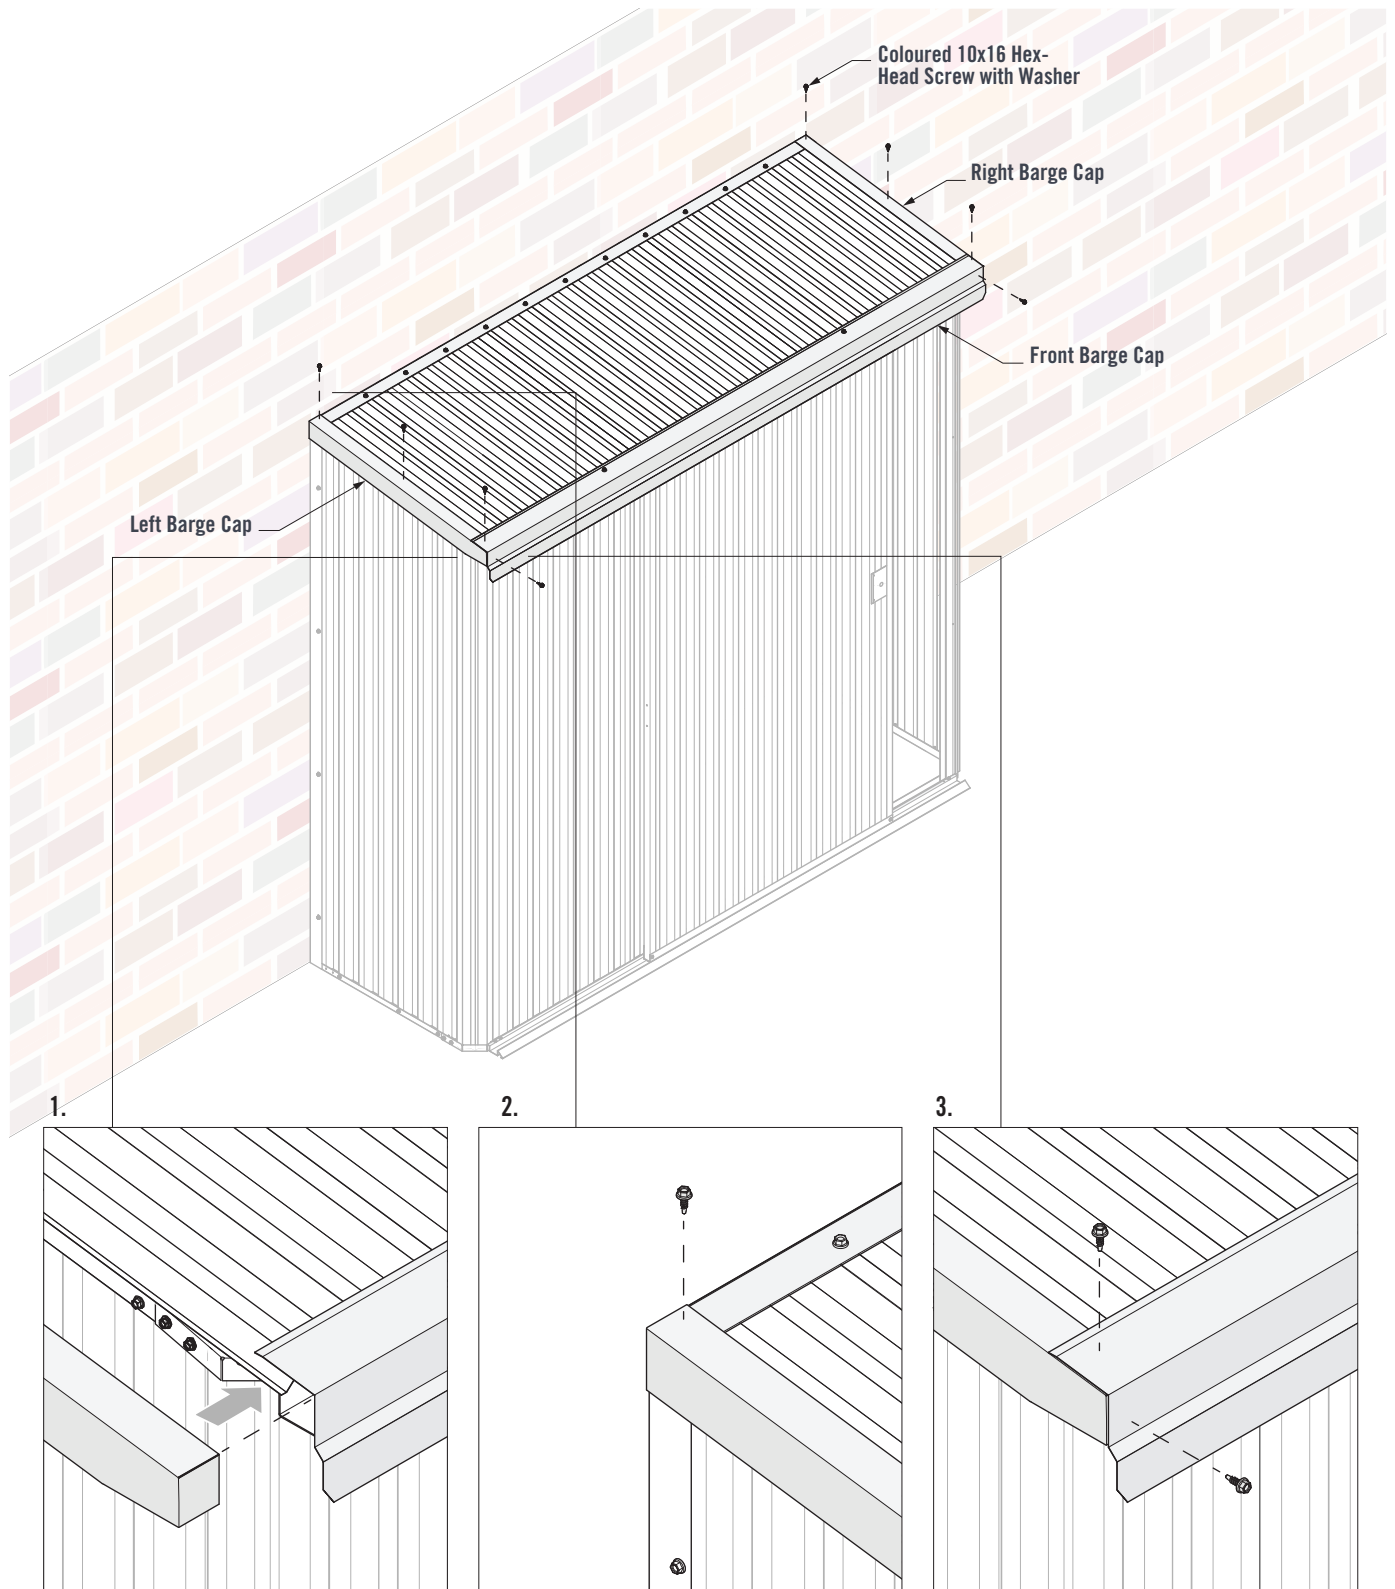 Coloured 10x16 Hex-
Head Screw with Washer
Right Barge Cap
Front Barge Cap
Left Barge Cap
1.
2.
3.